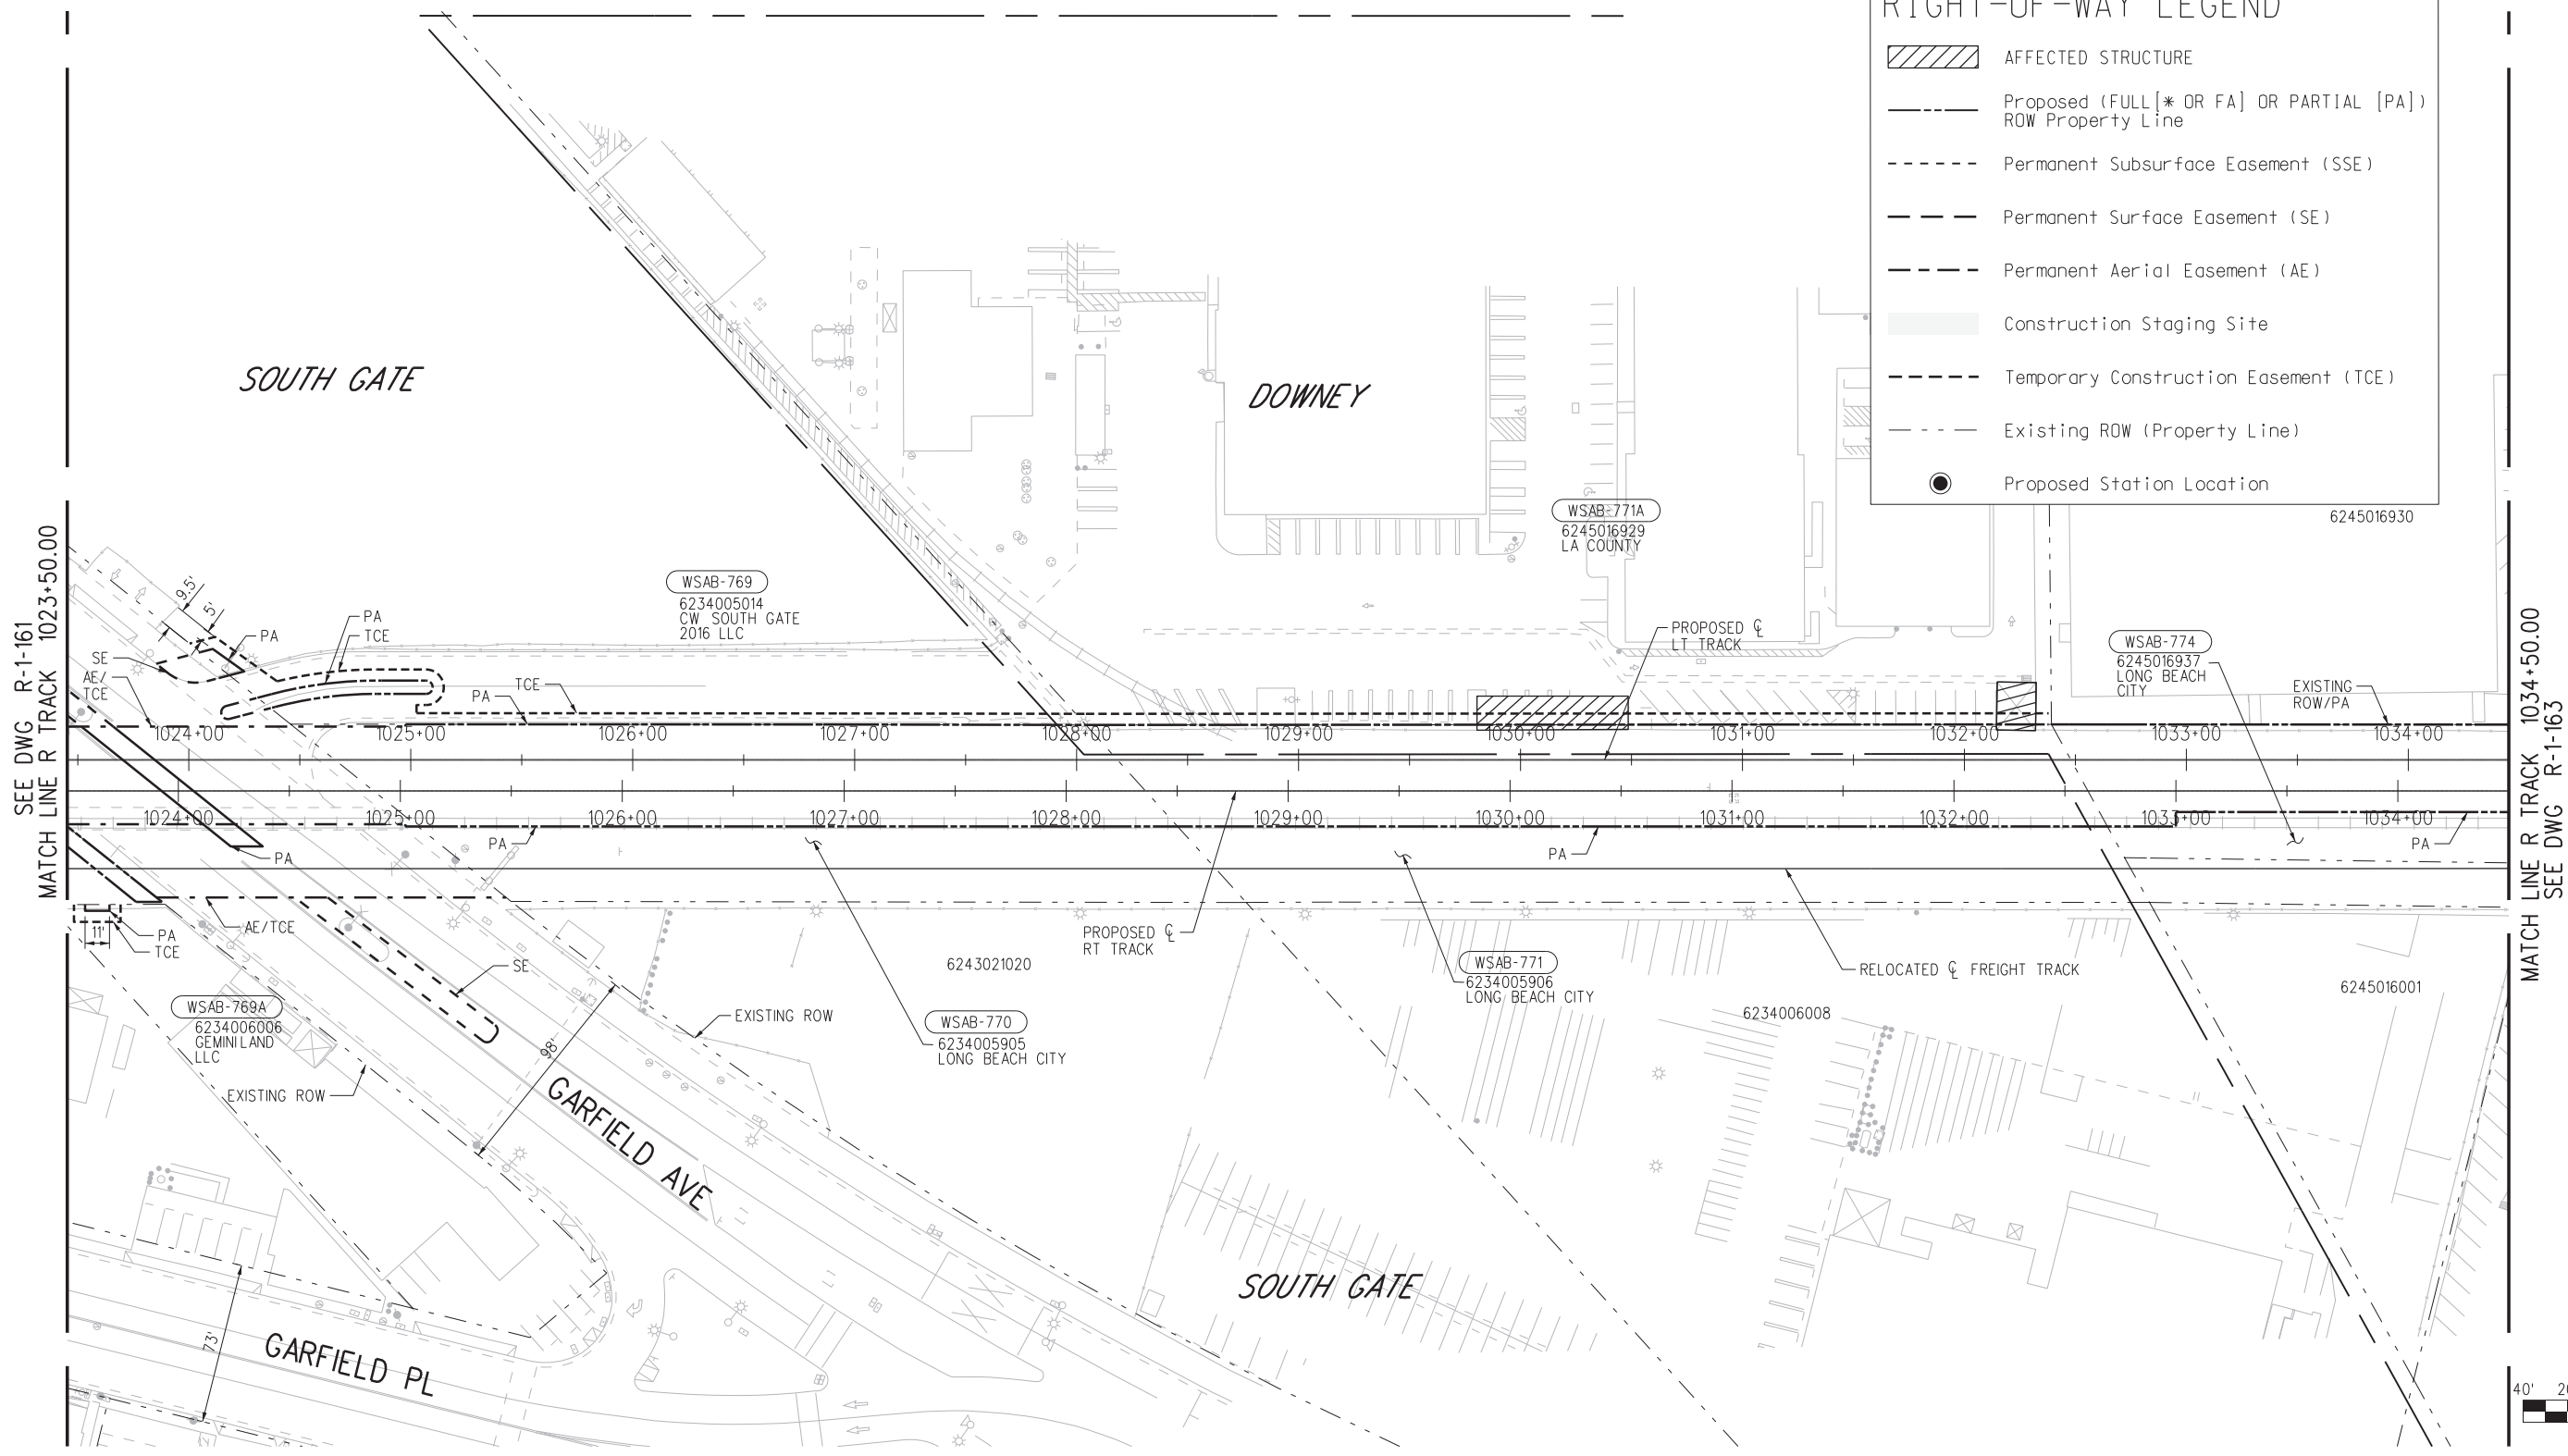 RIGHT-OF-WAY LEGEND
AFFECTED STRUCTURE
Proposed (FULL[* OR FA] OR PARTIAL [PA])
ROW Property Line
Permanent Subsurface Easement (SSE)
Permanent Surface Easement (SE)
Permanent Aerial Easement (AE)
Construction Staging Site
Temporary Construction Easement (TCE)
Existing ROW (Property Line)
Proposed Station Location
SOUTH GATE
DOWNEY
WSAB-771A
6245016929
LA COUNTY
6245016930
SEE DWG R-1-161
MATCH LINE R TRACK 1023+50.00
9.5'
5'
PA
SE
AE/
TCE
PA
TCE
WSAB-769
6234005014
CW SOUTH GATE
2016 LLC
PA
TCE
PROPOSED CL
LT TRACK
WSAB-774
6245016937
LONG BEACH
CITY
EXISTING
ROW/PA
MATCH LINE R TRACK 1034+50.00
SEE DWG R-1-163
1024+00
1025+00
1026+00
1027+00
1028+00
1029+00
1030+00
1031+00
1032+00
1033+00
1034+00
1024+00
1025+00
1026+00
1027+00
1028+00
1029+00
1030+00
1031+00
1032+00
1033+00
1034+00
PA
PA
PA
PA
11'
PA
TCE
AE/TCE
SE
PROPOSED CL
RT TRACK
6243021020
WSAB-771
6234005906
LONG BEACH CITY
RELOCATED CL FREIGHT TRACK
6245016001
WSAB-769A
6234006006
GEMINILAND
LLC
EXISTING ROW
WSAB-770
6234005905
LONG BEACH CITY
6234006008
98'
EXISTING ROW
GARFIELD AVE
SOUTH GATE
73'
GARFIELD PL
40'